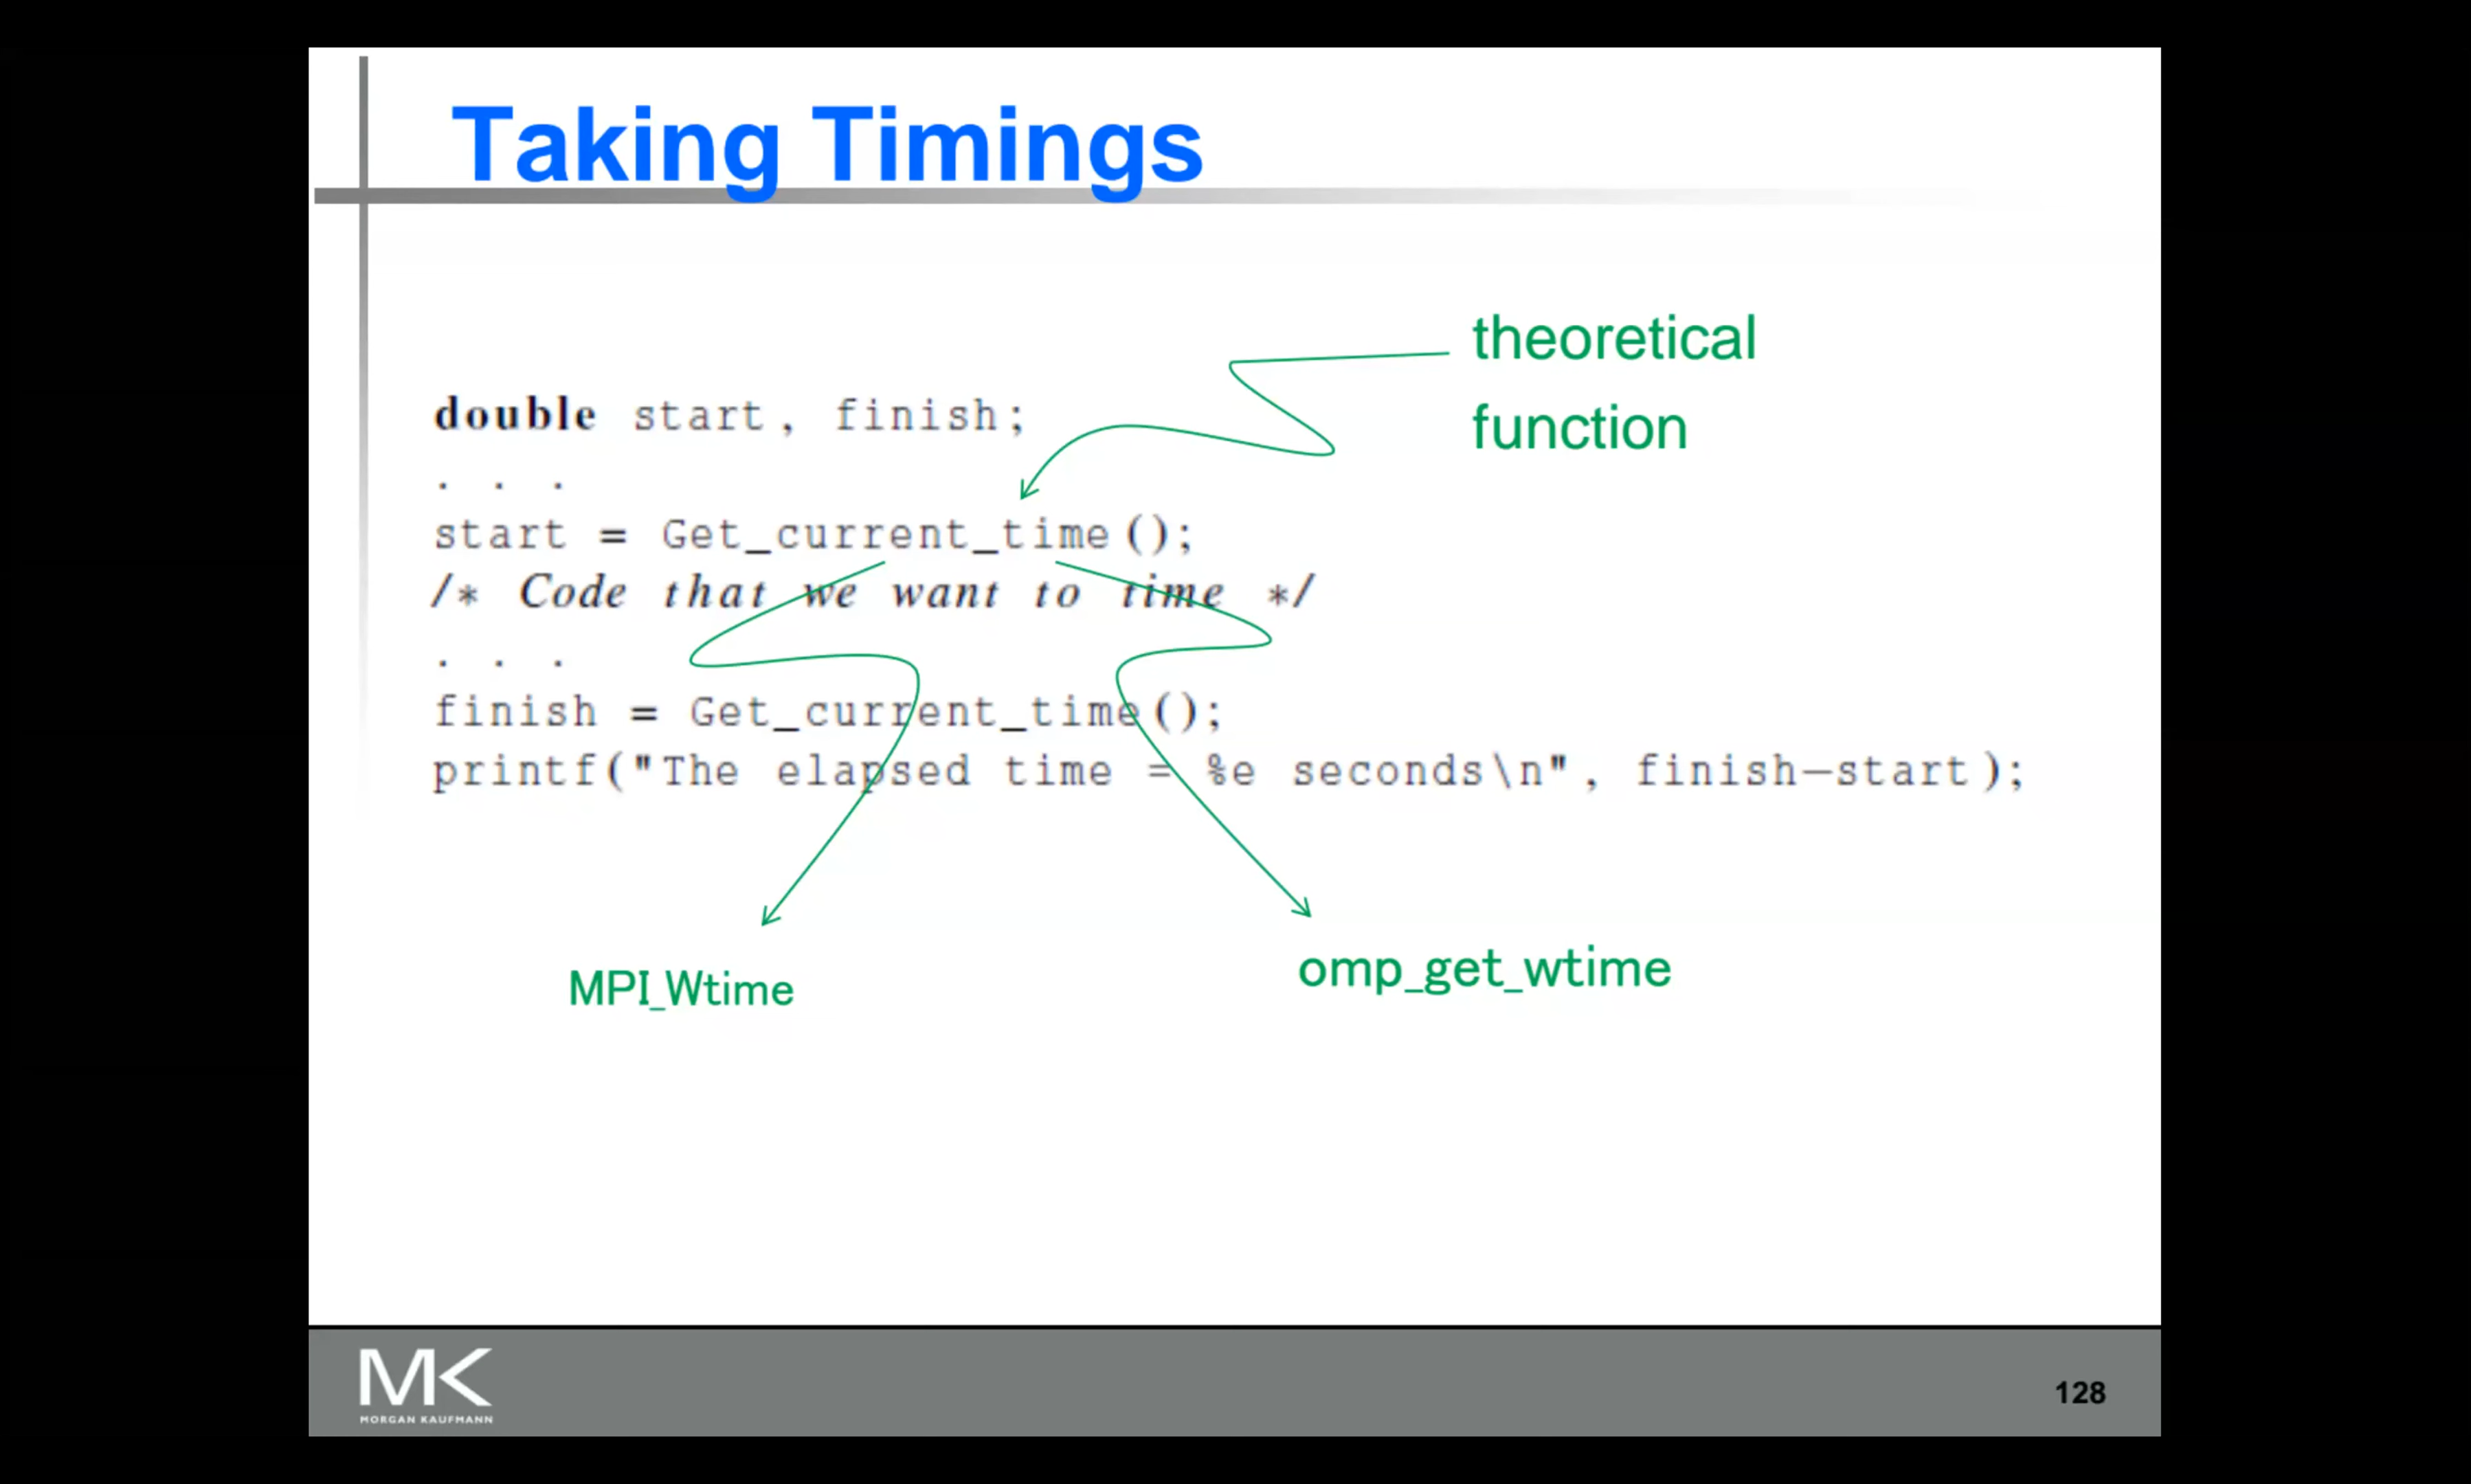 Taking Timings
theoretical
function
double start, finish;
. . .
start = Get_current_time();
/* Code that we want to time */
. . .
finish = Get_current_time();
printf("The elapsed time = %e seconds\n", finish-start);
MPI_Wtime
omp_get_wtime
MK
MORGAN KAUFMANN
128